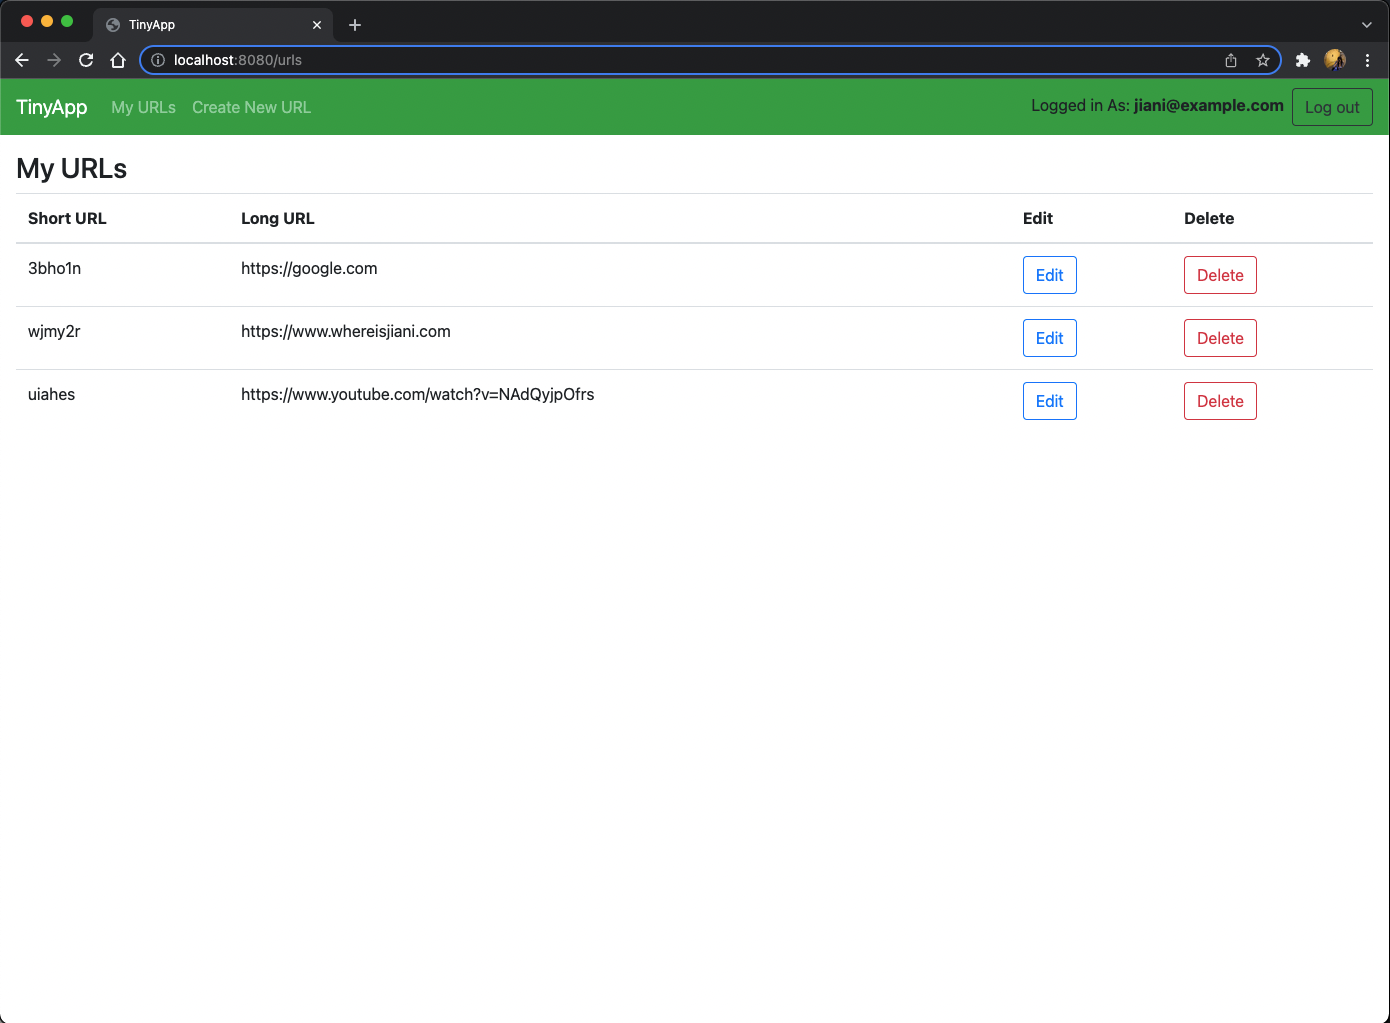 TinyApp
localhost:8080/urls
TinyApp My URLs Create New URL Logged in As: jiani@example.com Log out
My URLs
Short URL Long URL Edit Delete
3bho1n https://google.com Edit Delete
wjmy2r https://www.whereisjiani.com Edit Delete
uiahes https://www.youtube.com/watch?v=NAdQyjpOfrs Edit Delete